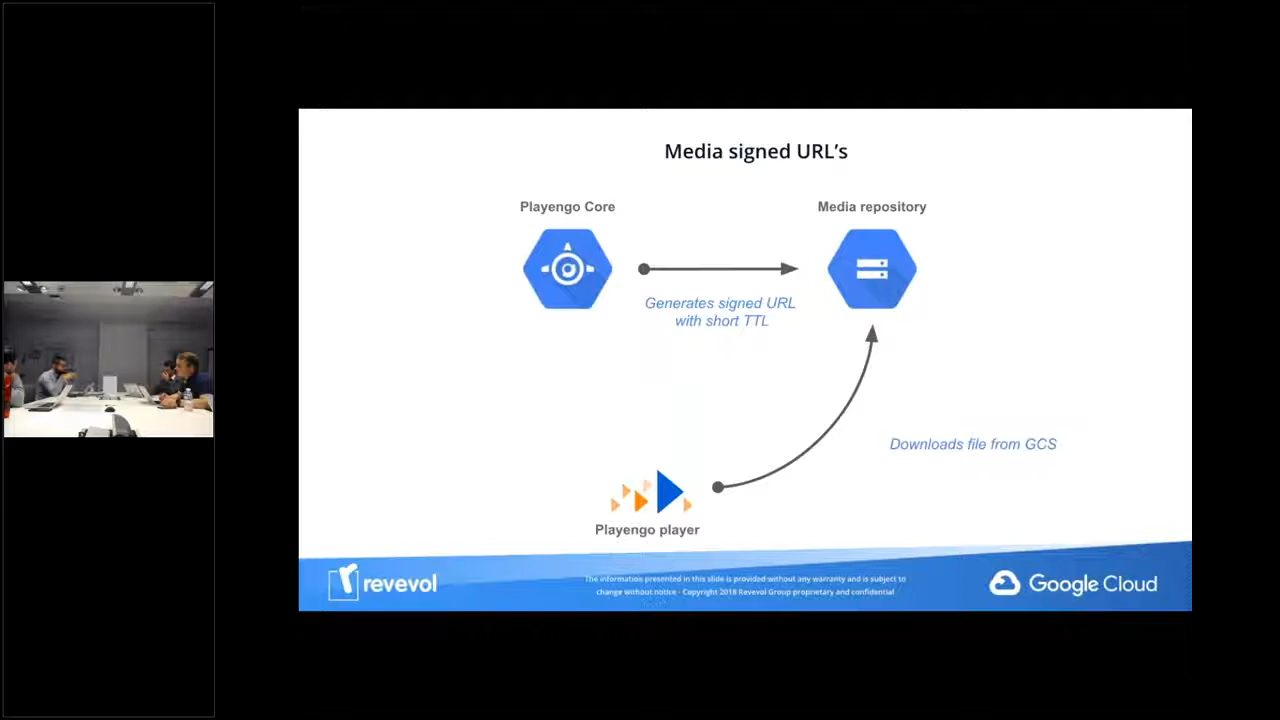 Media signed URL's
Playengo Core
Media repository
Generates signed URL
with short TTL
Downloads file from GCS
Playengo player
revevol
The information presented in this slide is provided without any warranty and is subject to
change without notice - Copyright 2018 Revevol Group proprietary and confidential
Google Cloud